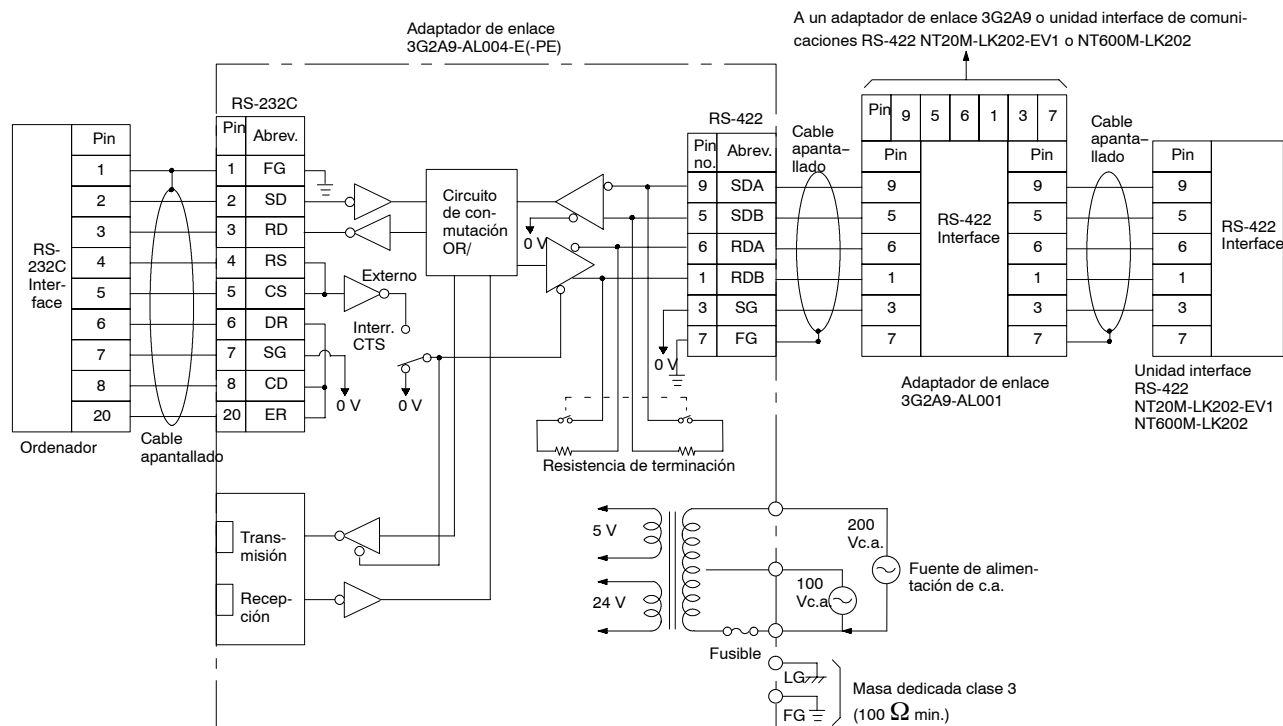 A un adaptador de enlace 3G2A9 o unidad interface de comuni-
caciones RS-422 NT20M-LK202-EV1 o NT600M-LK202
Adaptador de enlace
3G2A9-AL004-E(-PE)
RS-232C
Pin
1
2
3
4
5
6
7
8
20
RS-
232C
Inter-
face
Ordenador
Cable
apantallado
Pin Abrev.
1 FG
2 SD
3 RD
4 RS
5 CS
6 DR
7 SG
8 CD
20 ER
0 V
Externo
Interr.
CTS
0 V
Circuito
de con-
mutación
OR/
0 V
RS-422
Pin
no. Abrev.
9 SDA
5 SDB
6 RDA
1 RDB
3 SG
7 FG
0 V
Resistencia de terminación
Cable
apanta-
llado
Pin 9 5 6 1 3 7
Pin
9
5
6
1
3
7
RS-422
Interface
Pin
9
5
6
1
3
7
Adaptador de enlace
3G2A9-AL001
Cable
apanta-
llado
Pin
9
5
6
1
3
7
RS-422
Interface
Unidad interface
RS-422
NT20M-LK202-EV1
NT600M-LK202
Trans-
misión
Recep-
ción
5 V
24 V
200
Vc.a.
100
Vc.a.
Fuente de alimen-
tación de c.a.
Fusible
LG
FG
Masa dedicada clase 3
(100 Ω min.)